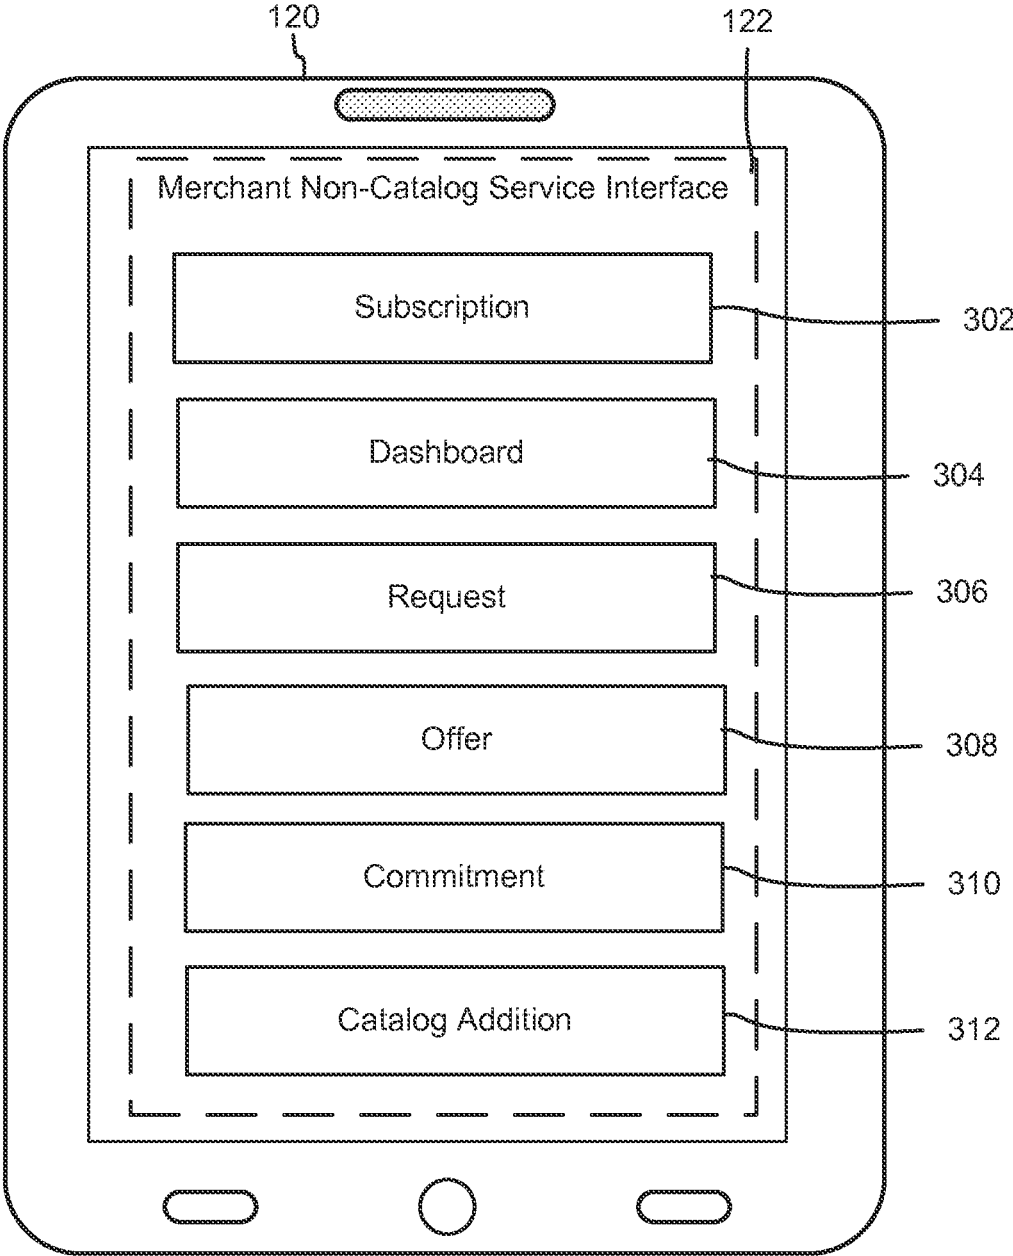 120
122
Merchant Non-Catalog Service Interface
Subscription
302
Dashboard
304
Request
306
Offer
308
Commitment
310
Catalog Addition
312